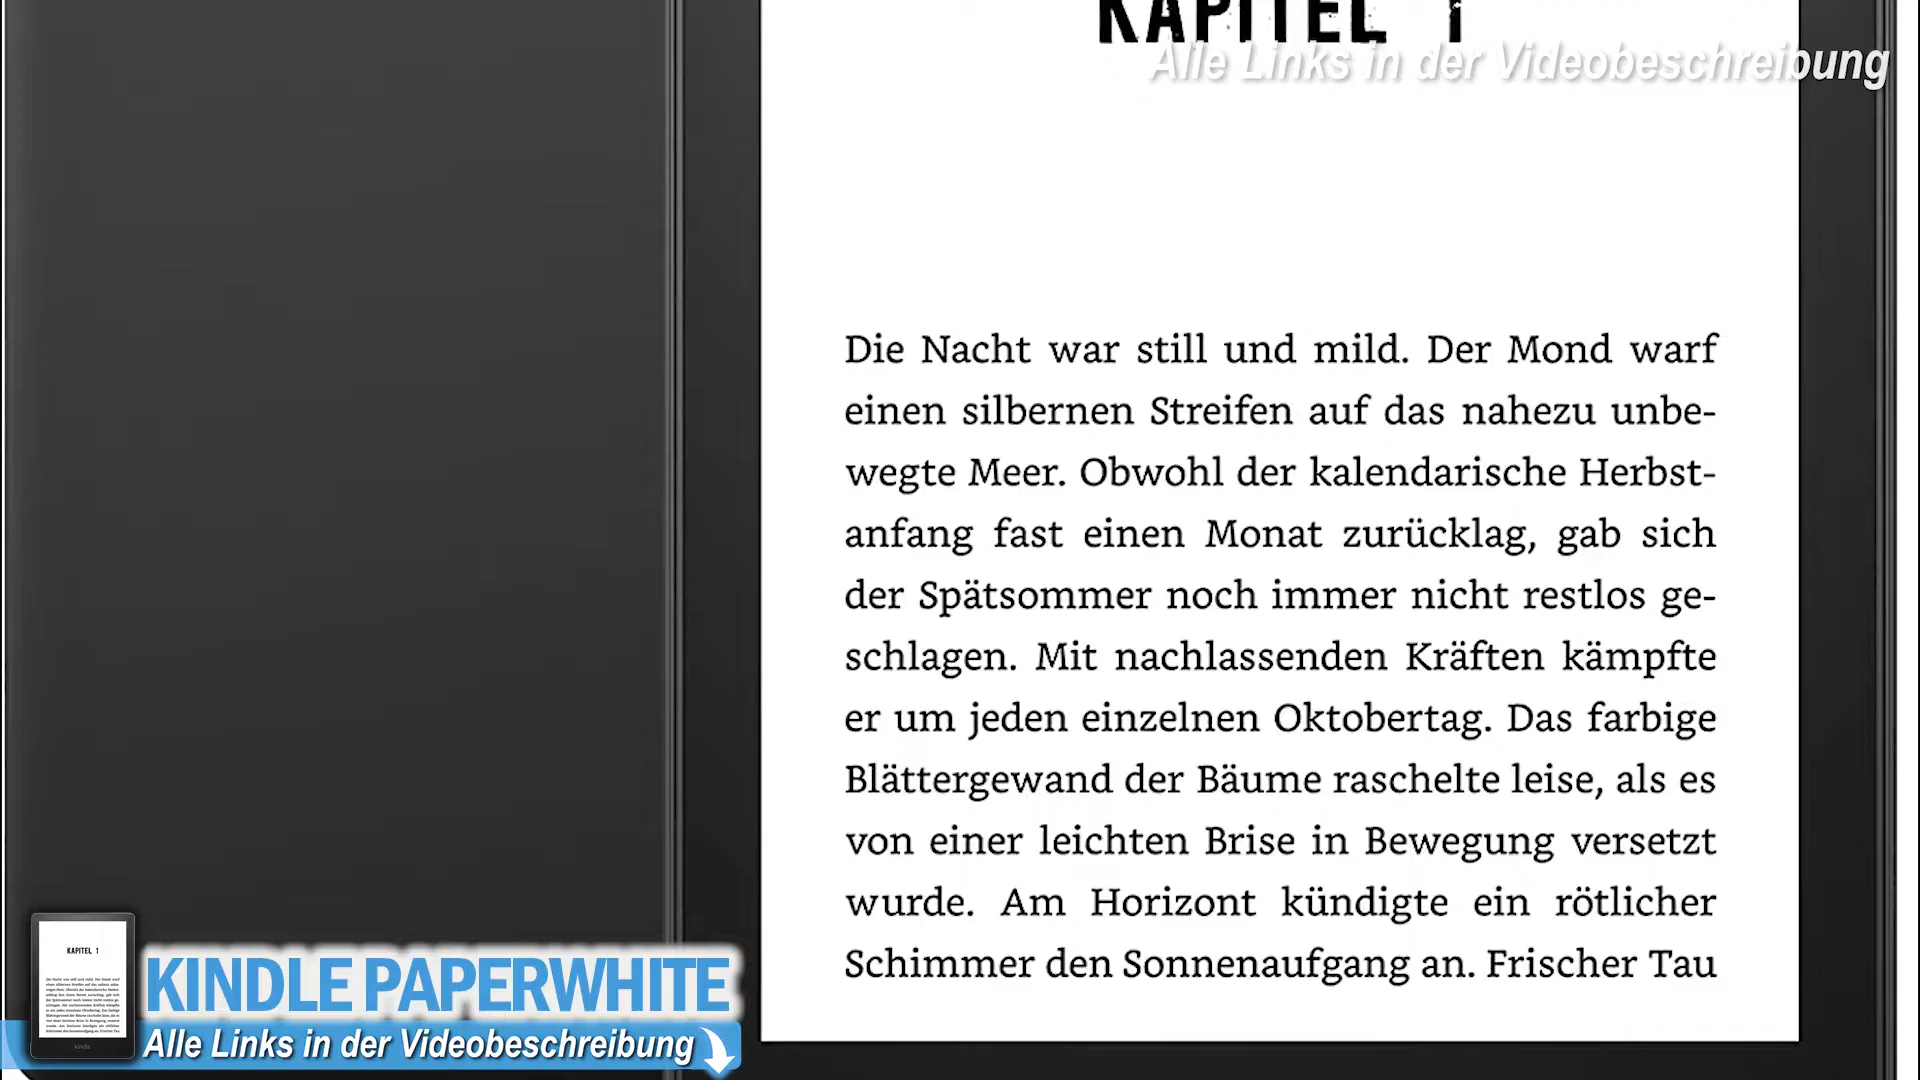 KAPITEL 1
Alle Links in der Videobeschreibung
Die Nacht war still und mild. Der Mond warf
einen silbernen Streifen auf das nahezu unbe-
wegte Meer. Obwohl der kalendarische Herbst-
anfang fast einen Monat zurücklag, gab sich
der Spätsommer noch immer nicht restlos ge-
schlagen. Mit nachlassenden Kräften kämpfte
er um jeden einzelnen Oktobertag. Das farbige
Blättergewand der Bäume raschelte leise, als es
von einer leichten Brise in Bewegung versetzt
wurde. Am Horizont kündigte ein rötlicher
Schimmer den Sonnenaufgang an. Frischer Tau
KAPITEL 1
kindle
KINDLE PAPERWHITE
Alle Links in der Videobeschreibung